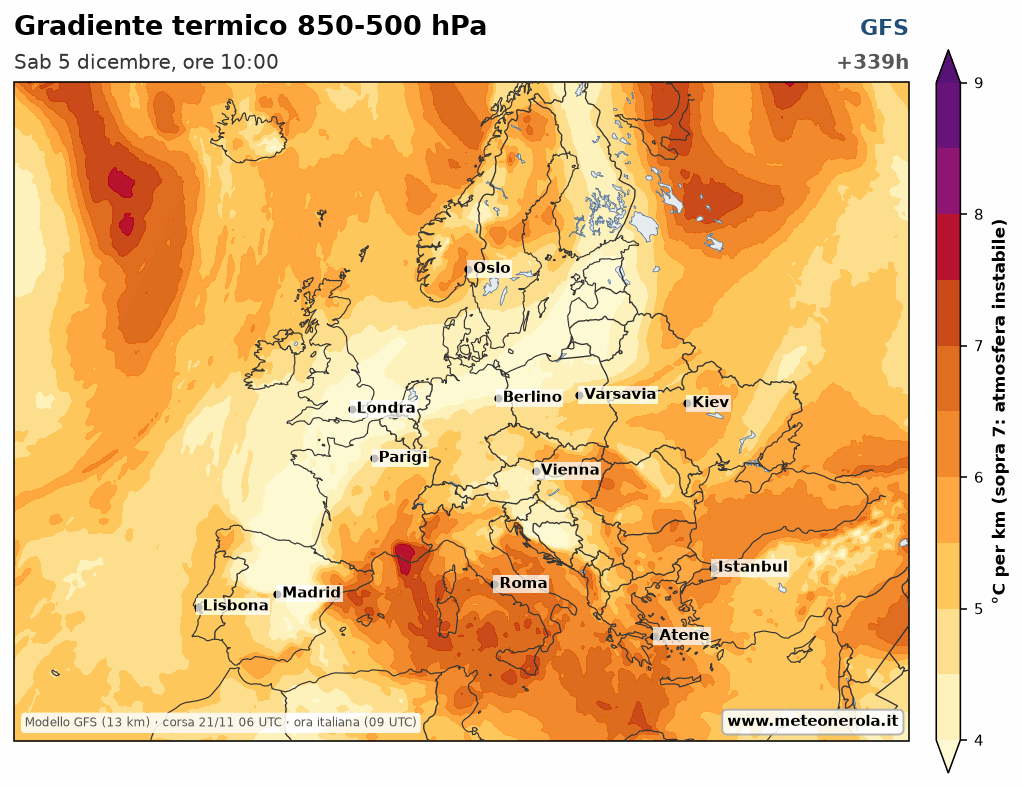 Gradiente termico 850-500 hPa
GFS
Sab 5 dicembre, ore 10:00
+339h
Oslo
Londra
Berlino
Varsavia
Kiev
Parigi
Vienna
Istanbul
Roma
Madrid
Lisbona
Atene
Modello GFS (13 km) · corsa 21/11 06 UTC · ora italiana (09 UTC)
www.meteonerola.it
9
8
7
6
5
4
°C per km (sopra 7: atmosfera instabile)